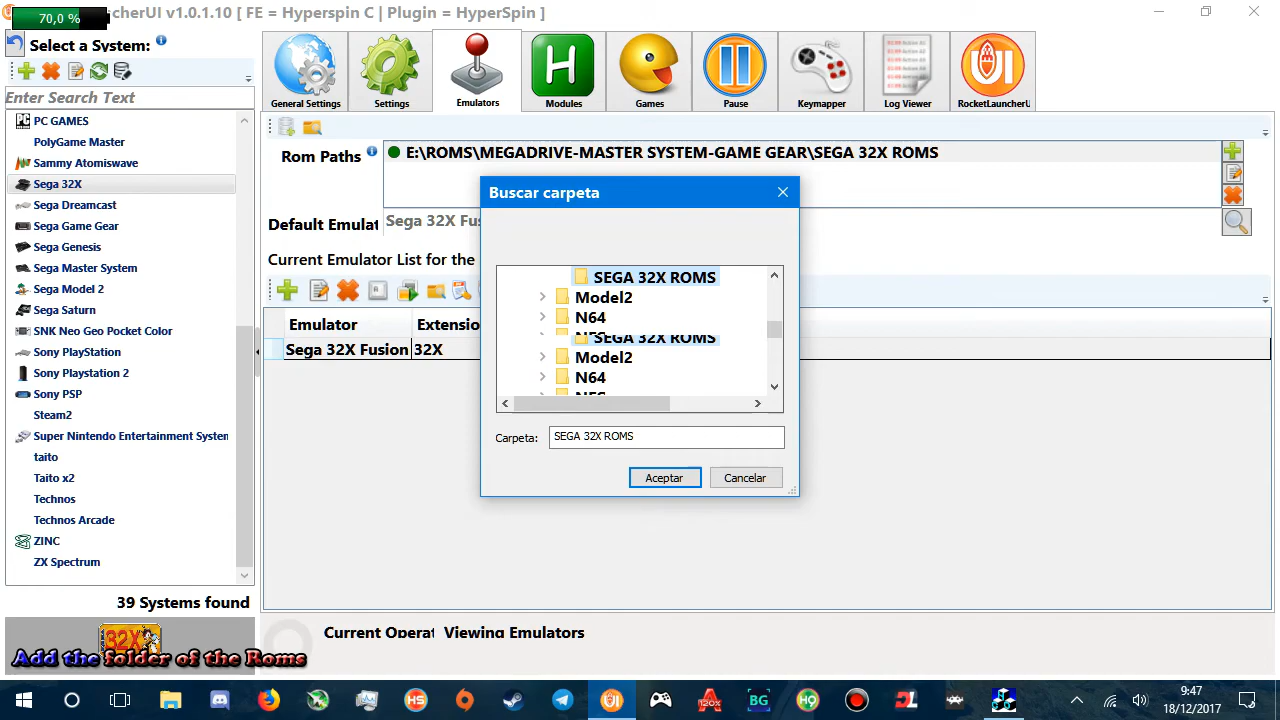 70,0 %
cherUI v1.0.1.10 [ FE = Hyperspin C | Plugin = HyperSpin ]
Select a System:
Enter Search Text
PC GAMES
PolyGame Master
Sammy Atomiswave
Sega 32X
Sega Dreamcast
Sega Game Gear
Sega Genesis
Sega Master System
Sega Model 2
Sega Saturn
SNK Neo Geo Pocket Color
Sony PlayStation
Sony Playstation 2
Sony PSP
Steam2
Super Nintendo Entertainment System
taito
Taito x2
Technos
Technos Arcade
ZINC
ZX Spectrum
39 Systems found
32X
Add the folder of the Roms
General Settings
Settings
Emulators
Modules
Games
Pause
Keymapper
Log Viewer
RocketLauncherU
Rom Paths
E:\ROMS\MEGADRIVE-MASTER SYSTEM-GAME GEAR\SEGA 32X ROMS
Default Emulat
Sega 32X Fu
Current Emulator List for the
Emulator
Extensio
Sega 32X Fusion
32X
Buscar carpeta
SEGA 32X ROMS
Model2
N64
NES
SEGA 32X ROMS
Model2
N64
NES
Carpeta:
SEGA 32X ROMS
Aceptar
Cancelar
Current Operat
Viewing Emulators
9:47
18/12/2017